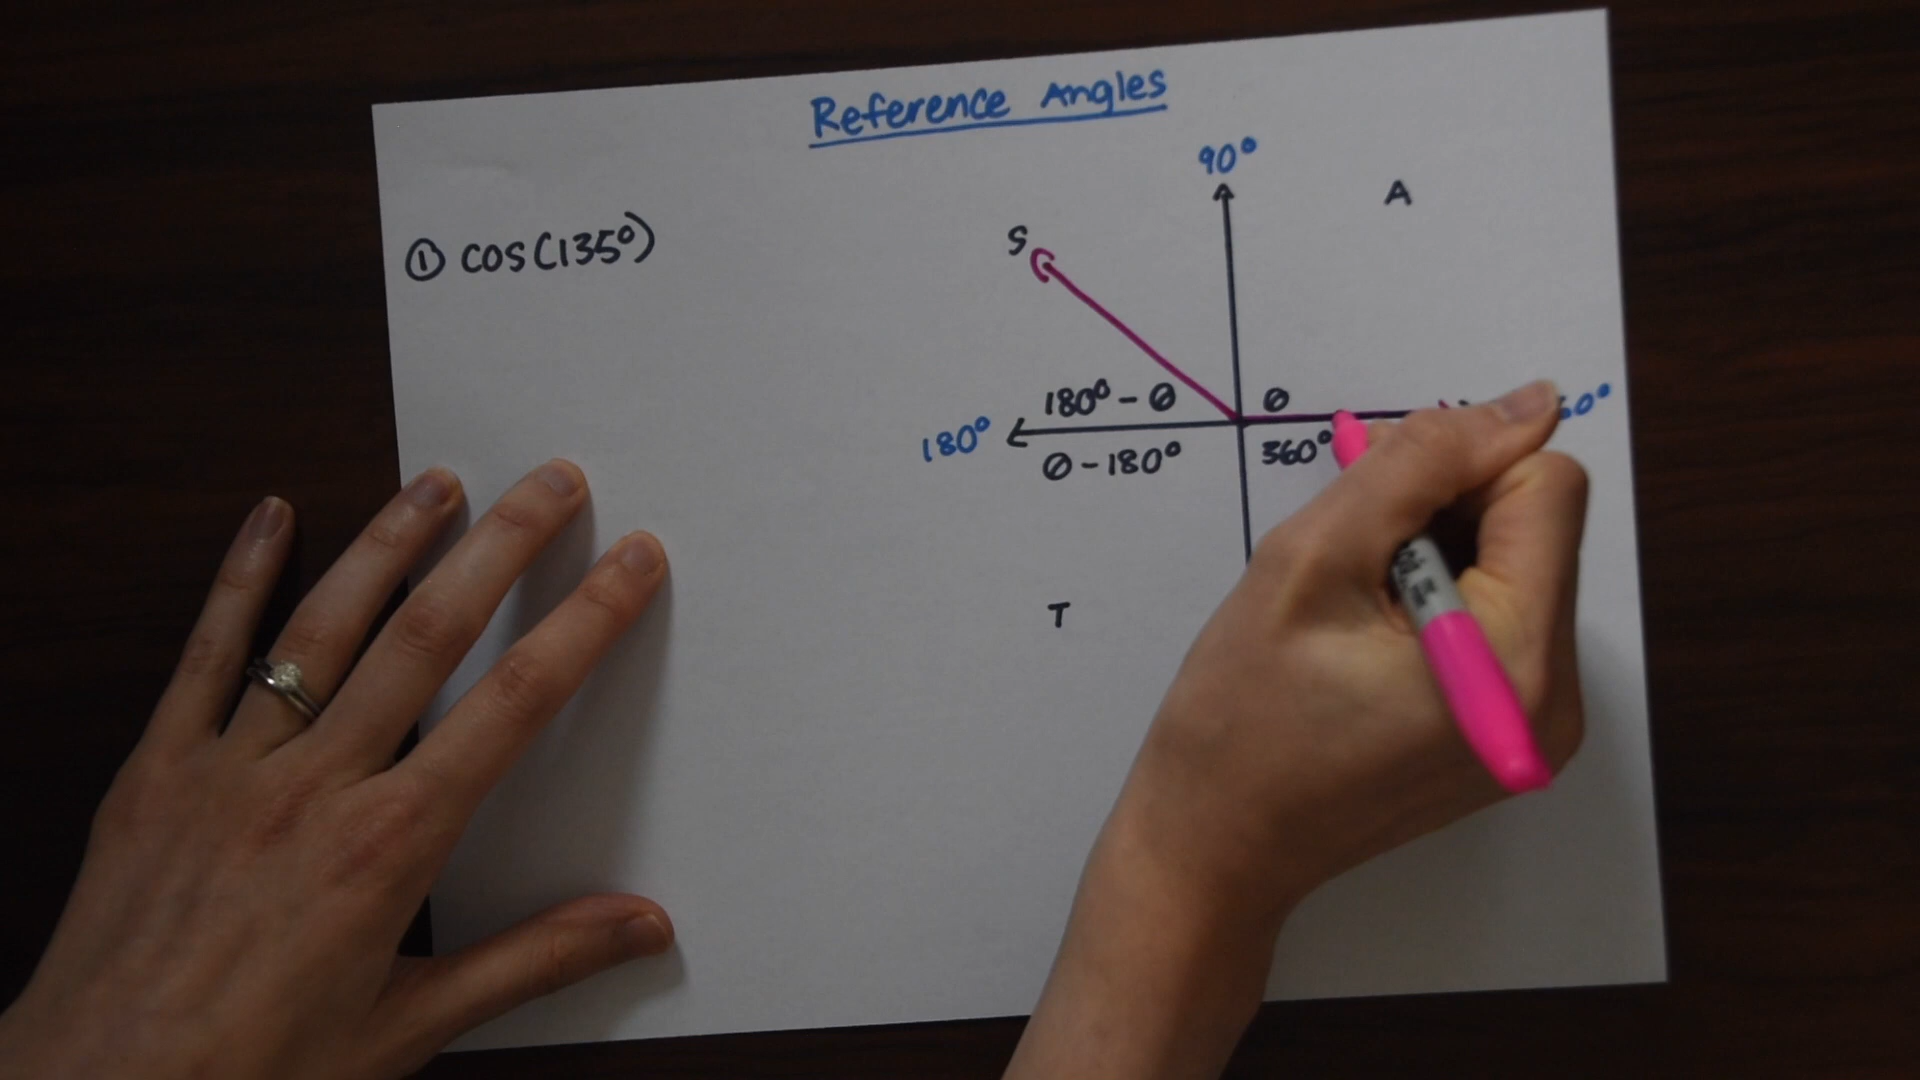 Reference Angles
90°
A
S
① cos(135°)
180° - θ
θ
180°
θ - 180°
360°
T